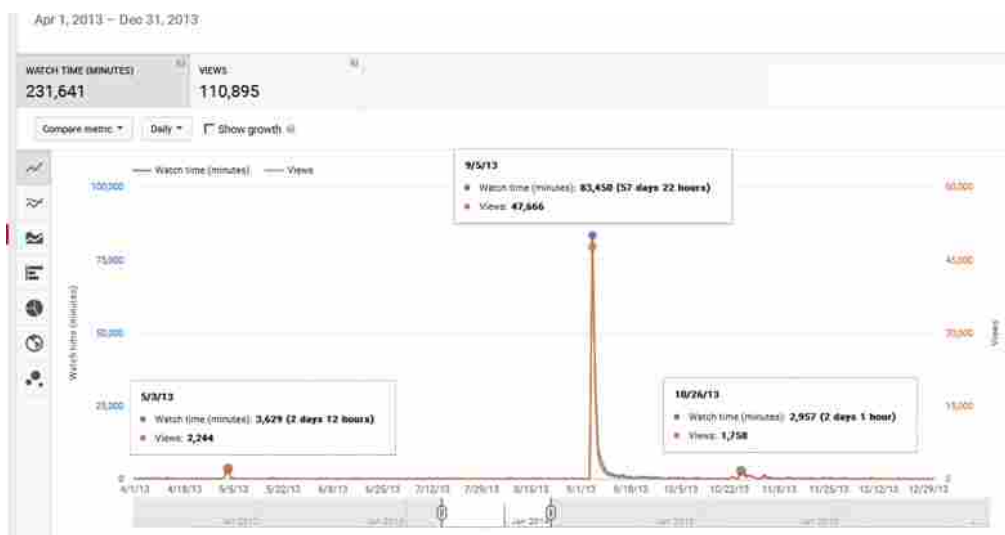 Apr 1, 2013 – Dec 31, 2013
WATCH TIME (MINUTES)
231,641
VIEWS
110,895
Compare metric
Daily
Show growth
Watch time (minutes)
Views
9/5/13
Watch time (minutes): 83,450 (57 days 22 hours)
Views: 47,666
100,000
60,000
75,000
45,000
Watch time (minutes)
50,000
30,000
Views
5/3/13
Watch time (minutes): 3,629 (2 days 12 hours)
Views: 2,244
10/26/13
Watch time (minutes): 2,957 (2 days 1 hour)
Views: 1,758
25,000
15,000
0
0
4/1/13 4/18/13 5/5/13 5/22/13 6/8/13 6/25/13 7/12/13 7/29/13 8/15/13 9/1/13 9/18/13 10/5/13 10/22/13 11/8/13 11/25/13 12/12/13 12/29/13
Jan 2014